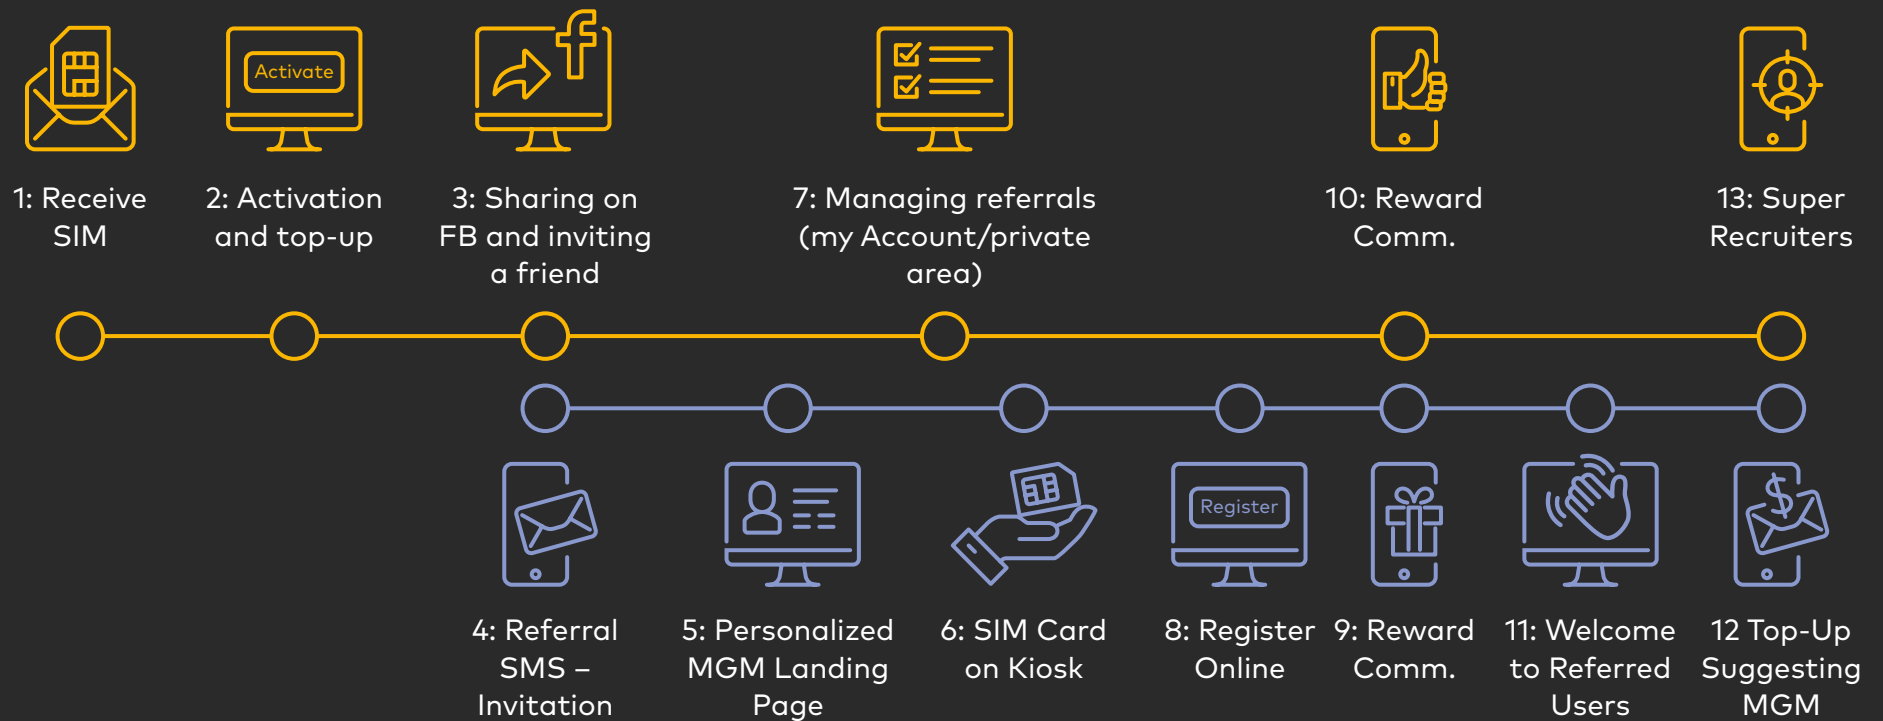 Activate
1: Receive
SIM
2: Activation
and top-up
3: Sharing on
FB and inviting
a friend
7: Managing referrals
(my Account/private
area)
10: Reward
Comm.
13: Super
Recruiters
Register
4: Referral
SMS –
Invitation
5: Personalized
MGM Landing
Page
6: SIM Card
on Kiosk
8: Register
Online
9: Reward
Comm.
11: Welcome
to Referred
Users
12 Top-Up
Suggesting
MGM